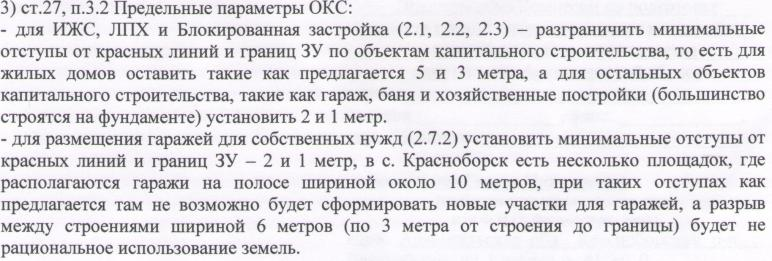 3) ст.27, п.3.2 Предельные параметры ОКС:
- для ИЖС, ЛПХ и Блокированная застройка (2.1, 2.2, 2.3) – разграничить минимальные
отступы от красных линий и границ ЗУ по объектам капитального строительства, то есть для
жилых домов оставить такие как предлагается 5 и 3 метра, а для остальных объектов
капитального строительства, такие как гараж, баня и хозяйственные постройки (большинство
строятся на фундаменте) установить 2 и 1 метр.
- для размещения гаражей для собственных нужд (2.7.2) установить минимальные отступы от
красных линий и границ ЗУ – 2 и 1 метр, в с. Красноборск есть несколько площадок, где
располагаются гаражи на полосе шириной около 10 метров, при таких отступах как
предлагается там не возможно будет сформировать новые участки для гаражей, а разрыв
между строениями шириной 6 метров (по 3 метра от строения до границы) будет не
рациональное использование земель.